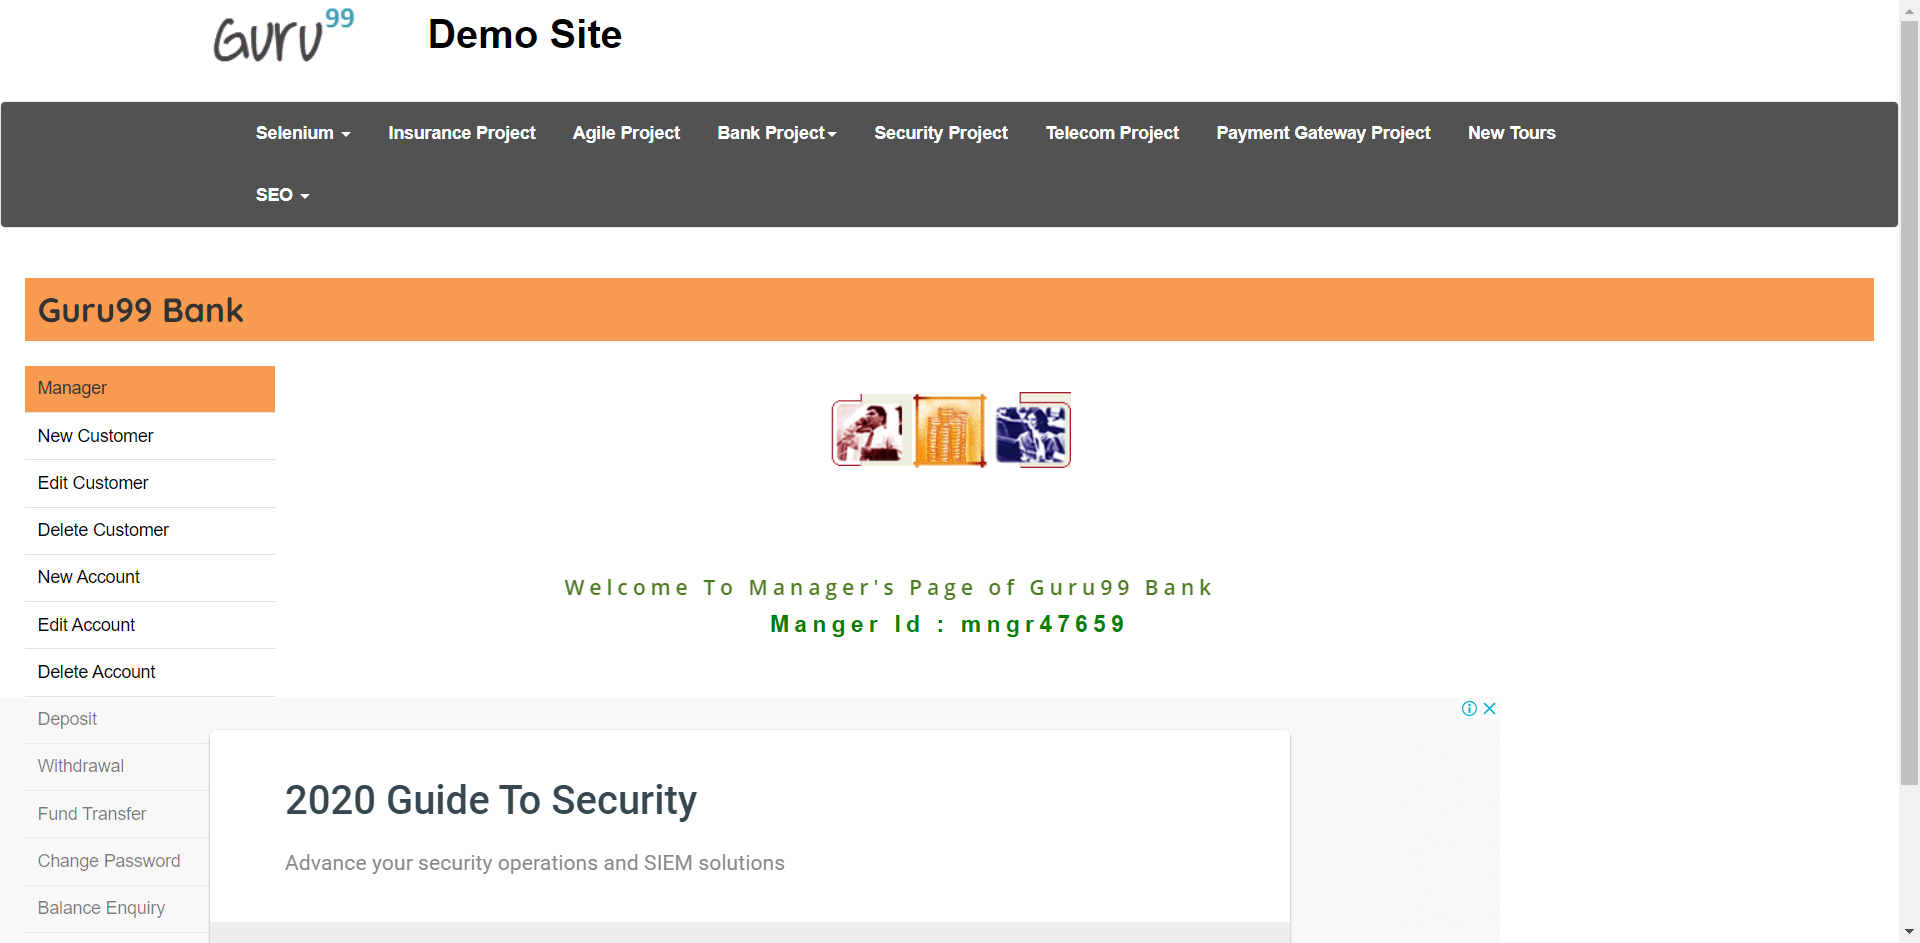 Guru99
Demo Site
Selenium
Insurance Project
Agile Project
Bank Project
Security Project
Telecom Project
Payment Gateway Project
New Tours
SEO
Guru99 Bank
Manager
New Customer
Edit Customer
Delete Customer
New Account
Edit Account
Delete Account
Deposit
Withdrawal
Fund Transfer
Change Password
Balance Enquiry
Welcome To Manager's Page of Guru99 Bank
Manger Id : mngr47659
2020 Guide To Security
Advance your security operations and SIEM solutions